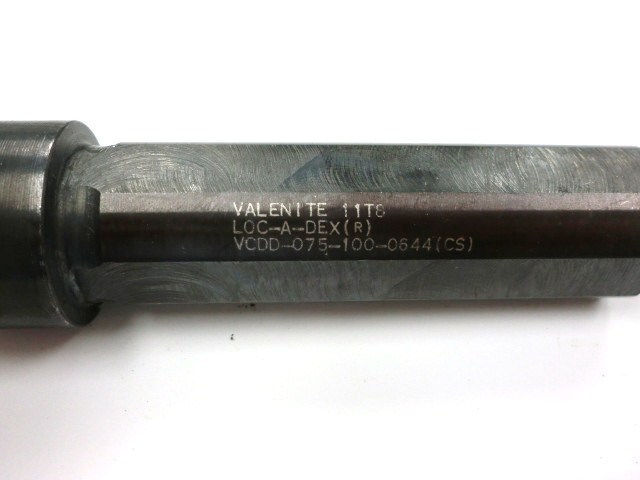 VALENITE 11T8
LOC-A-DEX(R)
VCDD-075-100-0644(CS)